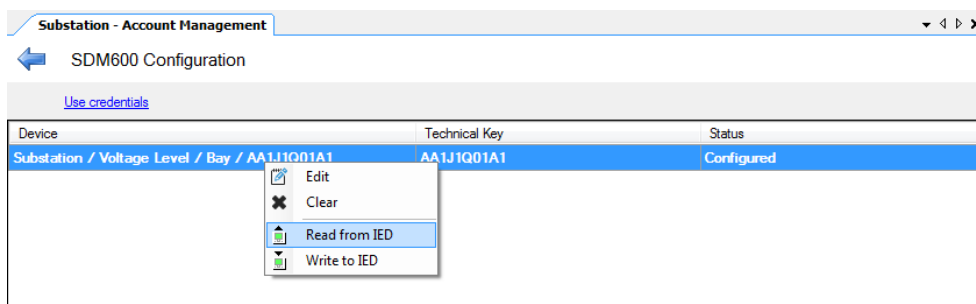 Substation - Account Management
SDM600 Configuration
Use credentials
Device Technical Key Status
Substation / Voltage Level / Bay / AA1J1Q01A1 AA1J1Q01A1 Configured
Edit
Clear
Read from IED
Write to IED